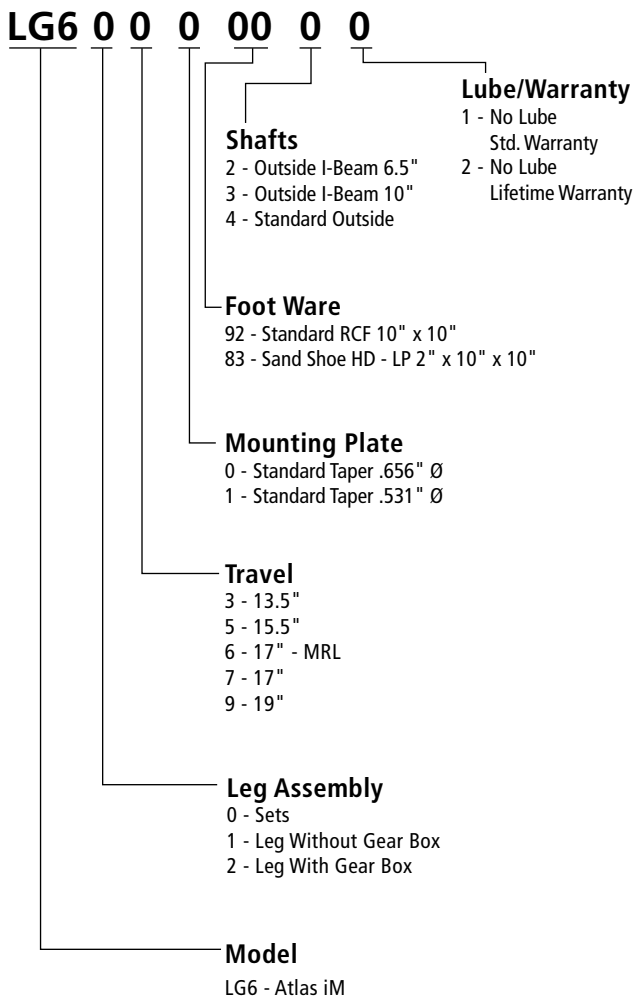 LG6 0 0 0 00 0 0
Lube/Warranty
1 - No Lube
Std. Warranty
2 - No Lube
Lifetime Warranty
Shafts
2 - Outside I-Beam 6.5"
3 - Outside I-Beam 10"
4 - Standard Outside
Foot Ware
92 - Standard RCF 10" x 10"
83 - Sand Shoe HD - LP 2" x 10" x 10"
Mounting Plate
0 - Standard Taper .656" Ø
1 - Standard Taper .531" Ø
Travel
3 - 13.5"
5 - 15.5"
6 - 17" - MRL
7 - 17"
9 - 19"
Leg Assembly
0 - Sets
1 - Leg Without Gear Box
2 - Leg With Gear Box
Model
LG6 - Atlas iM